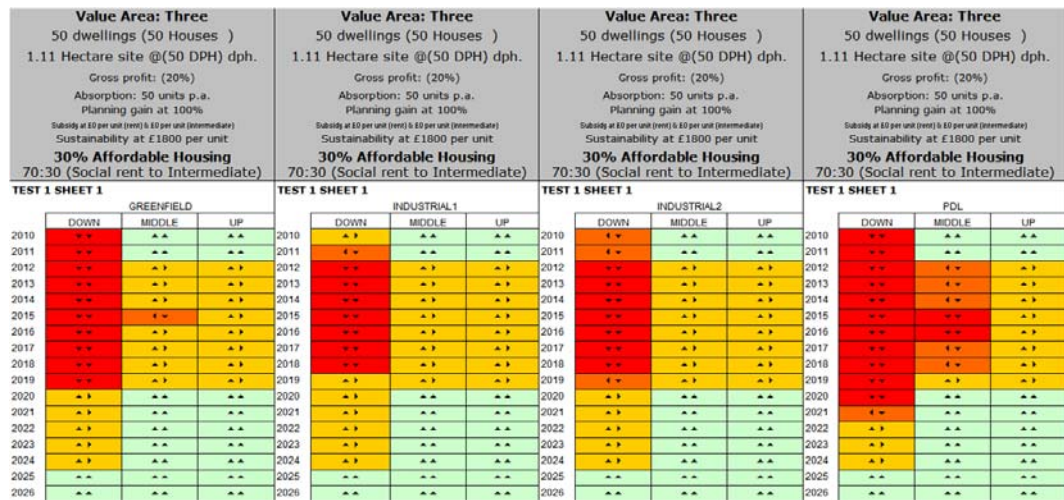 Value Area: Three
50 dwellings (50 Houses )
1.11 Hectare site @(50 DPH) dph.
Gross profit: (20%)
Absorption: 50 units p.a.
Planning gain at 100%
Subsidy at £0 per unit (rent) & £0 per unit (intermediate)
Sustainability at £1800 per unit
30% Affordable Housing
70:30 (Social rent to Intermediate)
TEST 1 SHEET 1
GREENFIELD
DOWN MIDDLE UP
2010
2011
2012
2013
2014
2015
2016
2017
2018
2019
2020
2021
2022
2023
2024
2025
2026
Value Area: Three
50 dwellings (50 Houses )
1.11 Hectare site @(50 DPH) dph.
Gross profit: (20%)
Absorption: 50 units p.a.
Planning gain at 100%
Subsidy at £0 per unit (rent) & £0 per unit (intermediate)
Sustainability at £1800 per unit
30% Affordable Housing
70:30 (Social rent to Intermediate)
TEST 1 SHEET 1
INDUSTRIAL1
DOWN MIDDLE UP
2010
2011
2012
2013
2014
2015
2016
2017
2018
2019
2020
2021
2022
2023
2024
2025
2026
Value Area: Three
50 dwellings (50 Houses )
1.11 Hectare site @(50 DPH) dph.
Gross profit: (20%)
Absorption: 50 units p.a.
Planning gain at 100%
Subsidy at £0 per unit (rent) & £0 per unit (intermediate)
Sustainability at £1800 per unit
30% Affordable Housing
70:30 (Social rent to Intermediate)
TEST 1 SHEET 1
INDUSTRIAL2
DOWN MIDDLE UP
2010
2011
2012
2013
2014
2015
2016
2017
2018
2019
2020
2021
2022
2023
2024
2025
2026
Value Area: Three
50 dwellings (50 Houses )
1.11 Hectare site @(50 DPH) dph.
Gross profit: (20%)
Absorption: 50 units p.a.
Planning gain at 100%
Subsidy at £0 per unit (rent) & £0 per unit (intermediate)
Sustainability at £1800 per unit
30% Affordable Housing
70:30 (Social rent to Intermediate)
TEST 1 SHEET 1
PDL
DOWN MIDDLE UP
2010
2011
2012
2013
2014
2015
2016
2017
2018
2019
2020
2021
2022
2023
2024
2025
2026